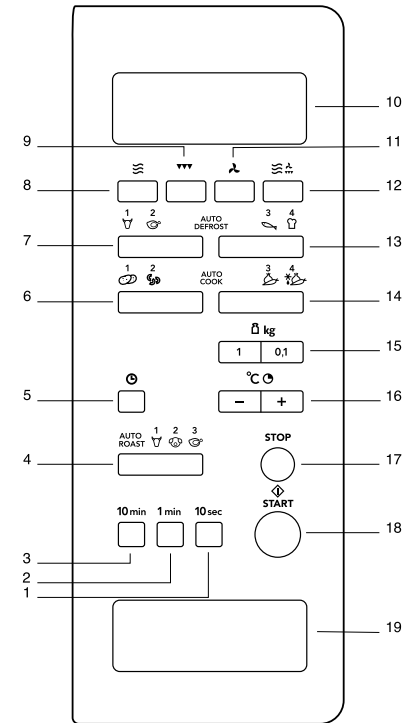 10
9 11
8 12
1 2 AUTO DEFROST 3 4
7 13
1 2 AUTO COOK 3 4
6 14
kg
1 0,1 15
°C
5 – + 16
AUTO ROAST 1 2 3 STOP
4 17
START
10 min 1 min 10 sec
18
3
2
1
19